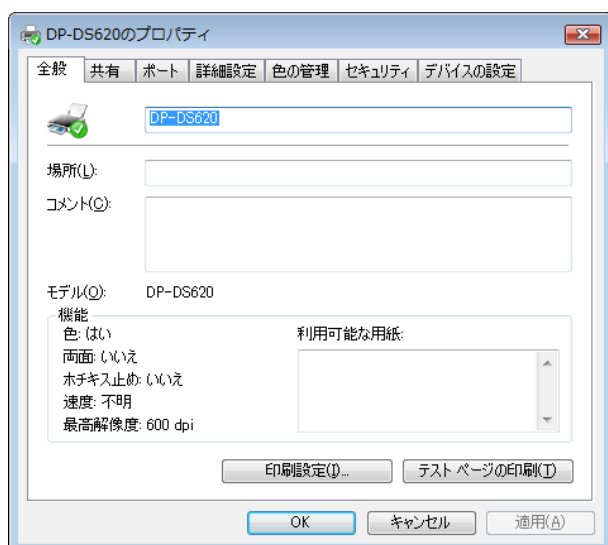 DP-DS620のプロパティ
全般 共有 ポート 詳細設定 色の管理 セキュリティ デバイスの設定
DP-DS620
場所(L):
コメント(C):
モデル(O): DP-DS620
機能
色: はい 利用可能な用紙:
両面: いいえ
ホチキス止め: いいえ
速度: 不明
最高解像度: 600 dpi
印刷設定(I)... テスト ページの印刷(T)
OK キャンセル 適用(A)